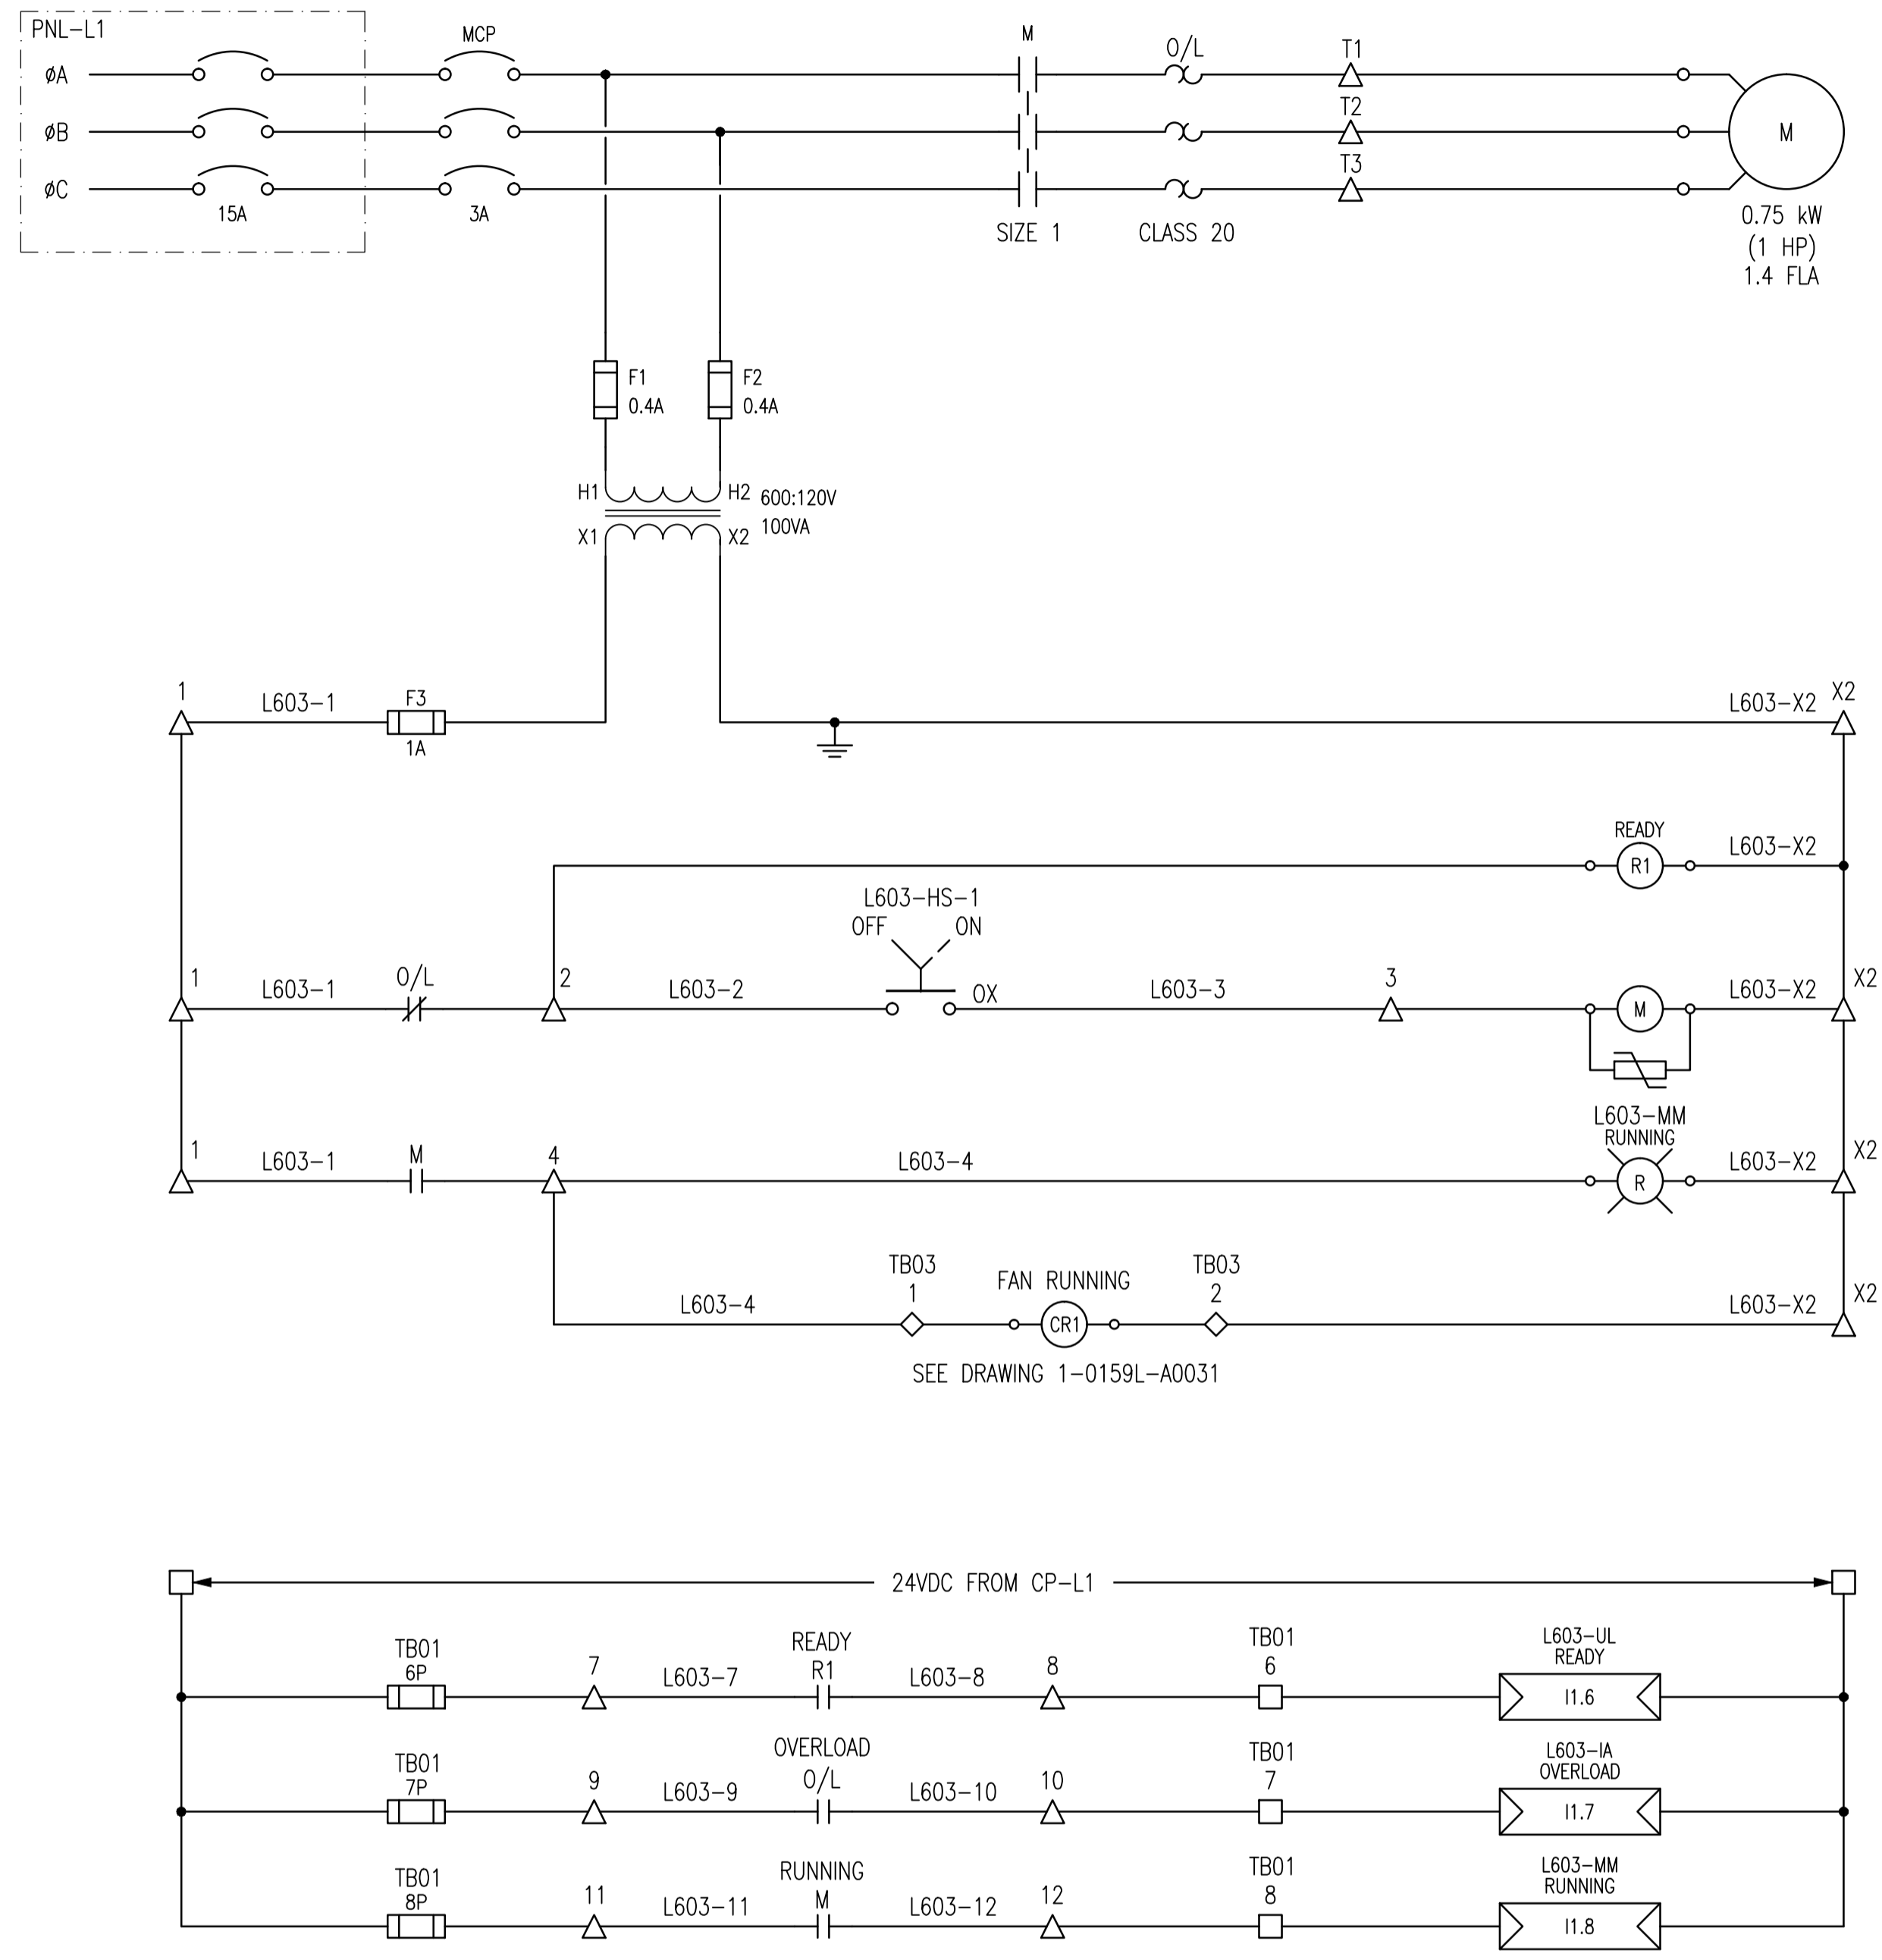 PNL-L1
MCP
M
O/L
T1
ØA
ØB
T2
M
ØC
T3
15A
3A
SIZE 1
CLASS 20
0.75 kW
(1 HP)
1.4 FLA
F1
0.4A
F2
0.4A
H1
H2
600:120V
100VA
X1
X2
1
L603-1
F3
1A
L603-X2
X2
READY
R1
L603-X2
L603-HS-1
OFF
ON
1
L603-1
O/L
2
L603-2
OX
L603-3
3
M
L603-X2
X2
L603-MM
RUNNING
1
L603-1
M
4
L603-4
R
L603-X2
X2
L603-4
TB03
1
FAN RUNNING
CR1
TB03
2
L603-X2
X2
SEE DRAWING 1-0159L-A0031
24VDC FROM CP-L1
TB01
6P
7
L603-7
READY
R1
L603-8
8
TB01
6
L603-UL
READY
I1.6
TB01
7P
9
L603-9
OVERLOAD
O/L
L603-10
10
TB01
7
L603-IA
OVERLOAD
I1.7
TB01
8P
11
L603-11
RUNNING
M
L603-12
12
TB01
8
L603-MM
RUNNING
I1.8